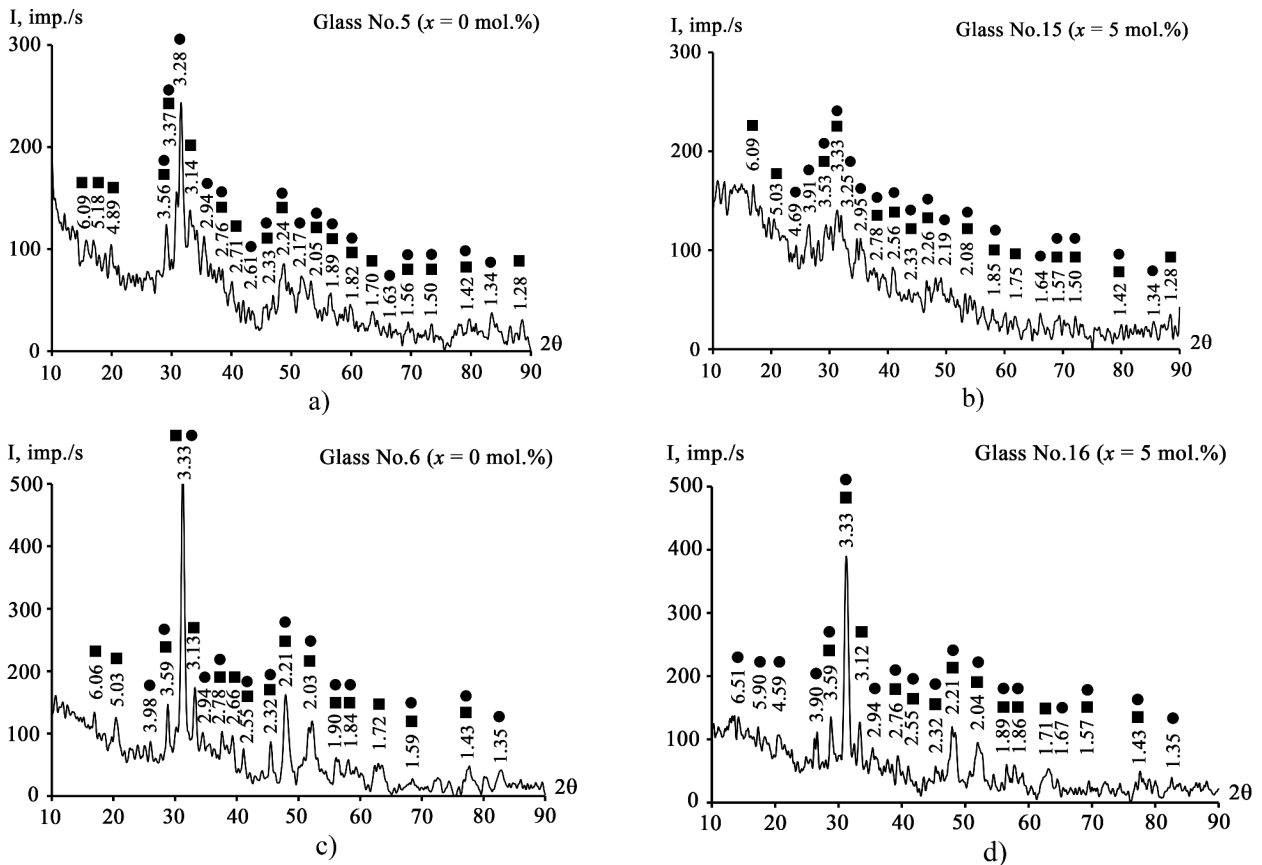 I, imp./s
Glass No.5 (x = 0 mol.%)
300
200
100
0
6.09 5.18 4.89 3.56 3.37 3.28 3.14 2.94 2.76 2.71 2.61 2.33 2.24 2.17 2.05 1.89 1.82 1.70 1.63 1.56 1.50 1.42 1.34 1.28
2θ
10 20 30 40 50 60 70 80 90
a)
I, imp./s
Glass No.15 (x = 5 mol.%)
300
200
100
0
6.09 5.03 4.69 3.91 3.53 3.33 3.25 2.95 2.78 2.56 2.33 2.26 2.19 2.08 1.85 1.75 1.64 1.57 1.50 1.42 1.34 1.28
2θ
10 20 30 40 50 60 70 80 90
b)
I, imp./s
Glass No.6 (x = 0 mol.%)
500
400
300
200
100
0
6.06 5.03 3.98 3.59 3.33 3.13 2.94 2.78 2.66 2.55 2.32 2.21 2.03 1.90 1.84 1.72 1.59 1.43 1.35
2θ
10 20 30 40 50 60 70 80 90
c)
I, imp./s
Glass No.16 (x = 5 mol.%)
500
400
300
200
100
0
6.51 5.90 4.59 3.90 3.59 3.33 3.12 2.94 2.76 2.55 2.32 2.21 2.04 1.89 1.86 1.71 1.67 1.57 1.43 1.35
2θ
10 20 30 40 50 60 70 80 90
d)